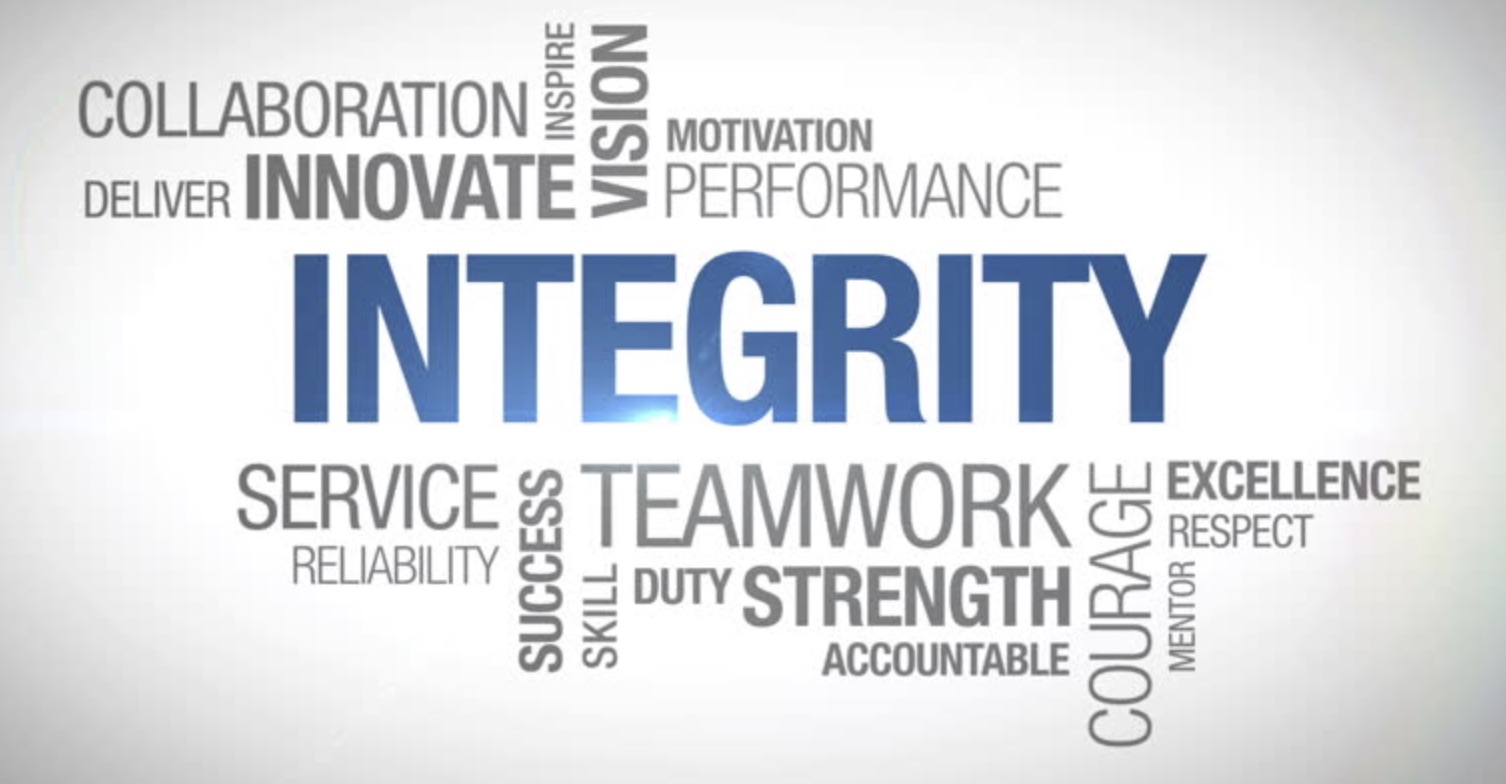 COLLABORATION
INSPIRE
VISION
MOTIVATION
DELIVER
INNOVATE
PERFORMANCE
INTEGRITY
SERVICE
RELIABILITY
SUCCESS
SKILL
TEAMWORK
DUTY
STRENGTH
ACCOUNTABLE
COURAGE
EXCELLENCE
RESPECT
MENTOR